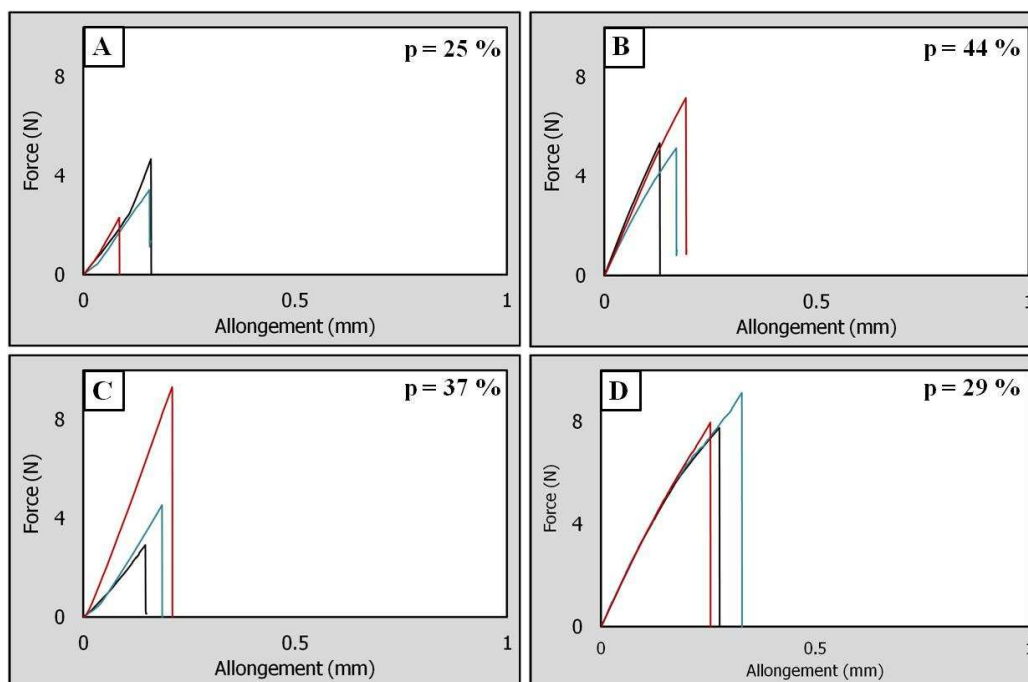 A
p = 25 %
8
4
0
Force (N)
0
0.5
1
Allongement (mm)
B
p = 44 %
8
4
0
Force (N)
0
0.5
1
Allongement (mm)
C
p = 37 %
8
4
0
Force (N)
0
0.5
1
Allongement (mm)
D
p = 29 %
8
4
0
Force (N)
0
0.5
1
Allongement (mm)